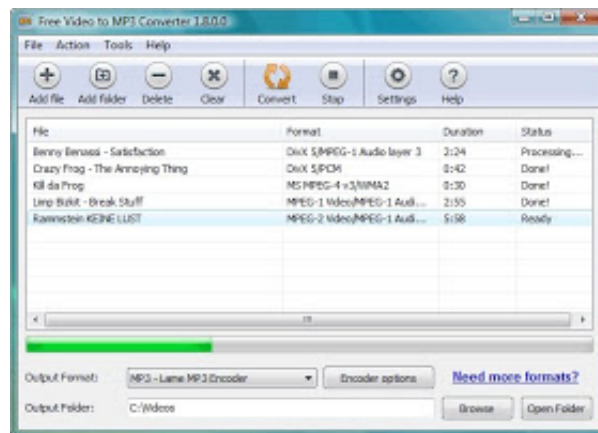 Free Video to MP3 Converter 1.8.0.0
File Action Tools Help
Add file Add folder Delete Clear Convert Stop Settings Help
File Format Duration Status
Benny Benassi - Satisfaction DivX 5/MPEG-1 Audio layer 3 2:24 Processing...
Crazy Frog - The Annoying Thing DivX 5/PCM 0:42 Done!
Kill da Frog MS MPEG-4 v3/WMA2 0:30 Done!
Limp Bizkit - Break Stuff MPEG-1 Video/MPEG-1 Audi... 2:55 Done!
Rammstein KEINE LUST MPEG-2 Video/MPEG-1 Audi... 5:58 Ready
Output Format: MP3 - Lame MP3 Encoder Encoder options Need more formats?
Output Folder: C:\Videos Browse Open Folder